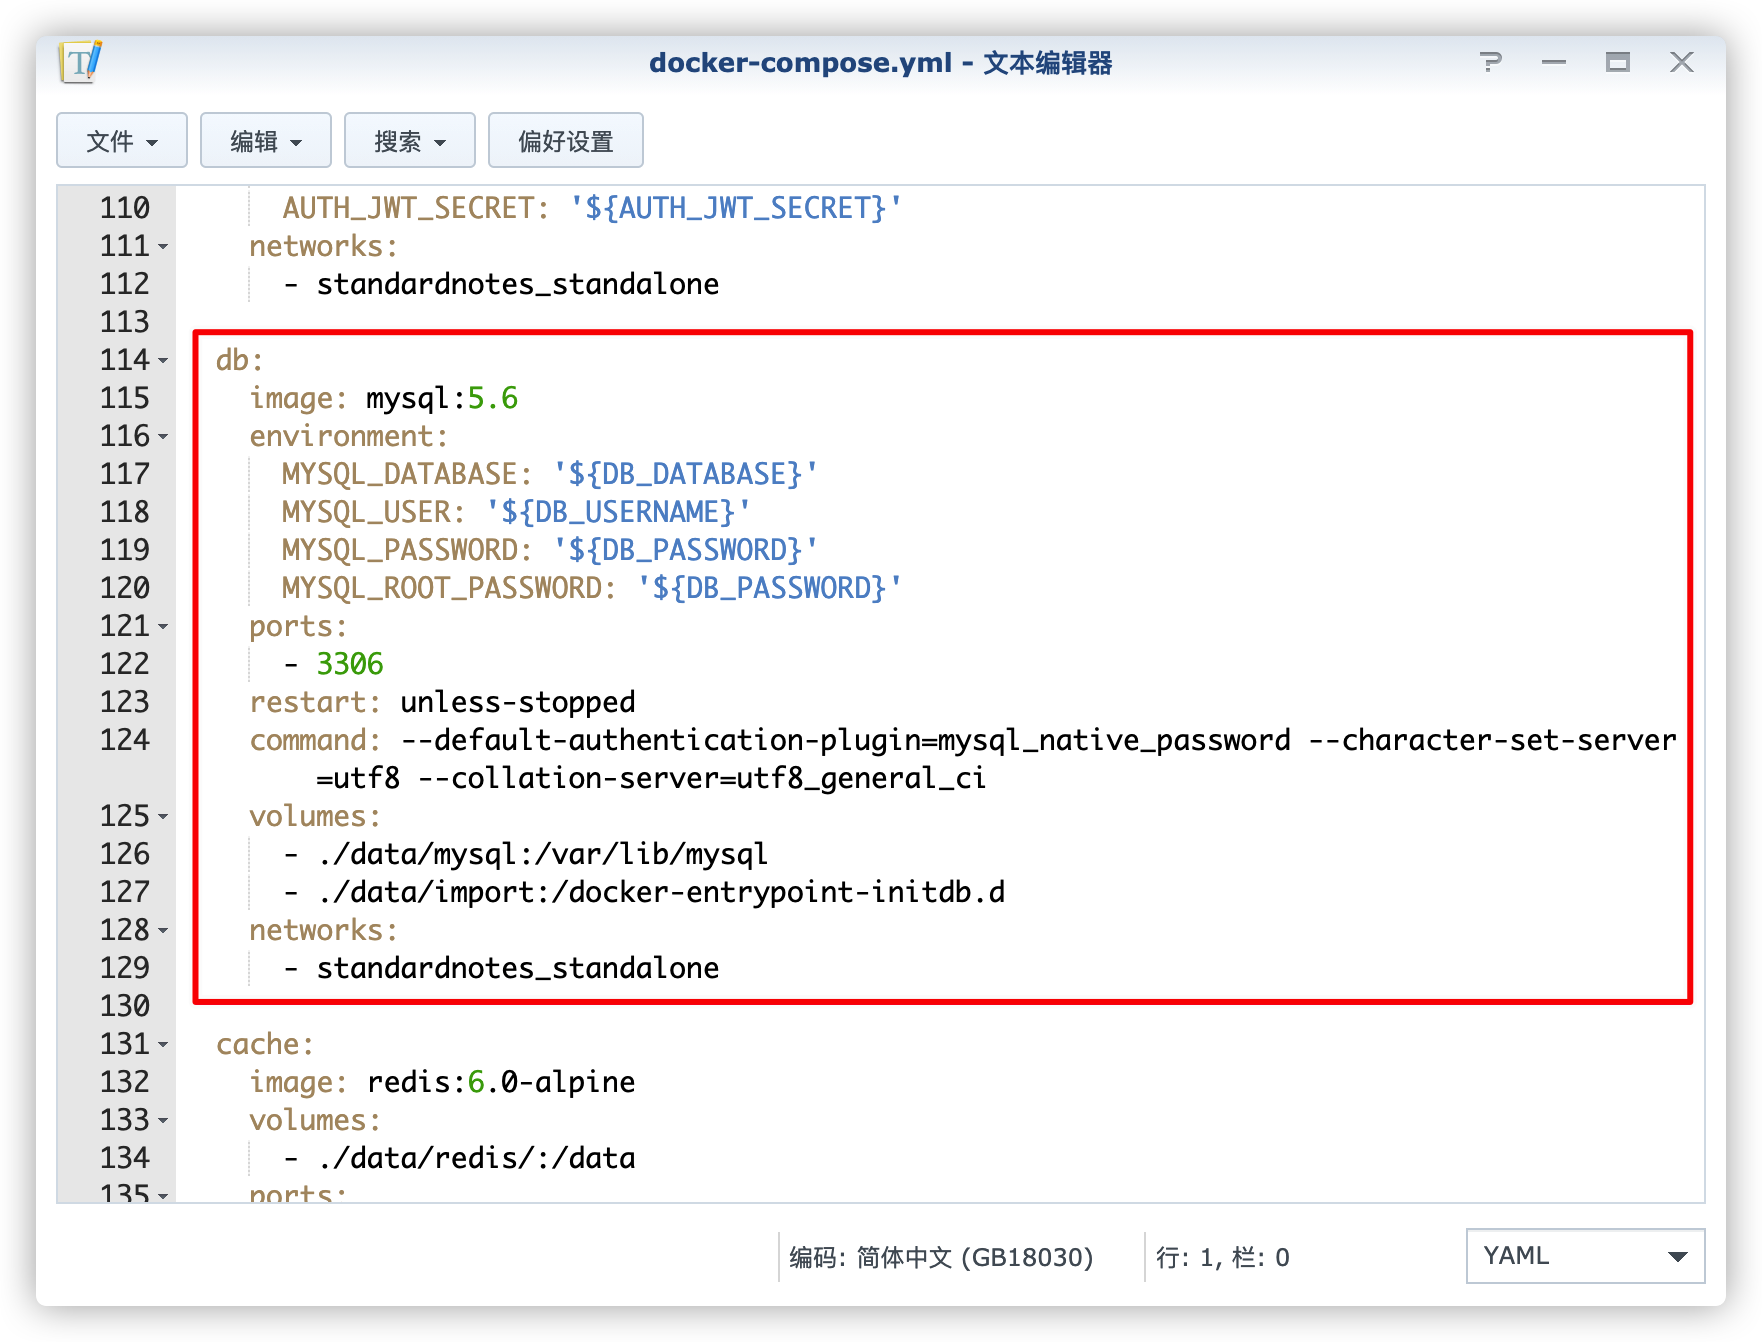 docker-compose.yml - 文本编辑器
文件 编辑 搜索 偏好设置
110 AUTH_JWT_SECRET: '${AUTH_JWT_SECRET}'
111 networks:
112 - standardnotes_standalone
113
114 db:
115 image: mysql:5.6
116 environment:
117 MYSQL_DATABASE: '${DB_DATABASE}'
118 MYSQL_USER: '${DB_USERNAME}'
119 MYSQL_PASSWORD: '${DB_PASSWORD}'
120 MYSQL_ROOT_PASSWORD: '${DB_PASSWORD}'
121 ports:
122 - 3306
123 restart: unless-stopped
124 command: --default-authentication-plugin=mysql_native_password --character-set-server
=utf8 --collation-server=utf8_general_ci
125 volumes:
126 - ./data/mysql:/var/lib/mysql
127 - ./data/import:/docker-entrypoint-initdb.d
128 networks:
129 - standardnotes_standalone
130
131 cache:
132 image: redis:6.0-alpine
133 volumes:
134 - ./data/redis/:/data
135 ports:
编码: 简体中文 (GB18030) 行: 1, 栏: 0 YAML